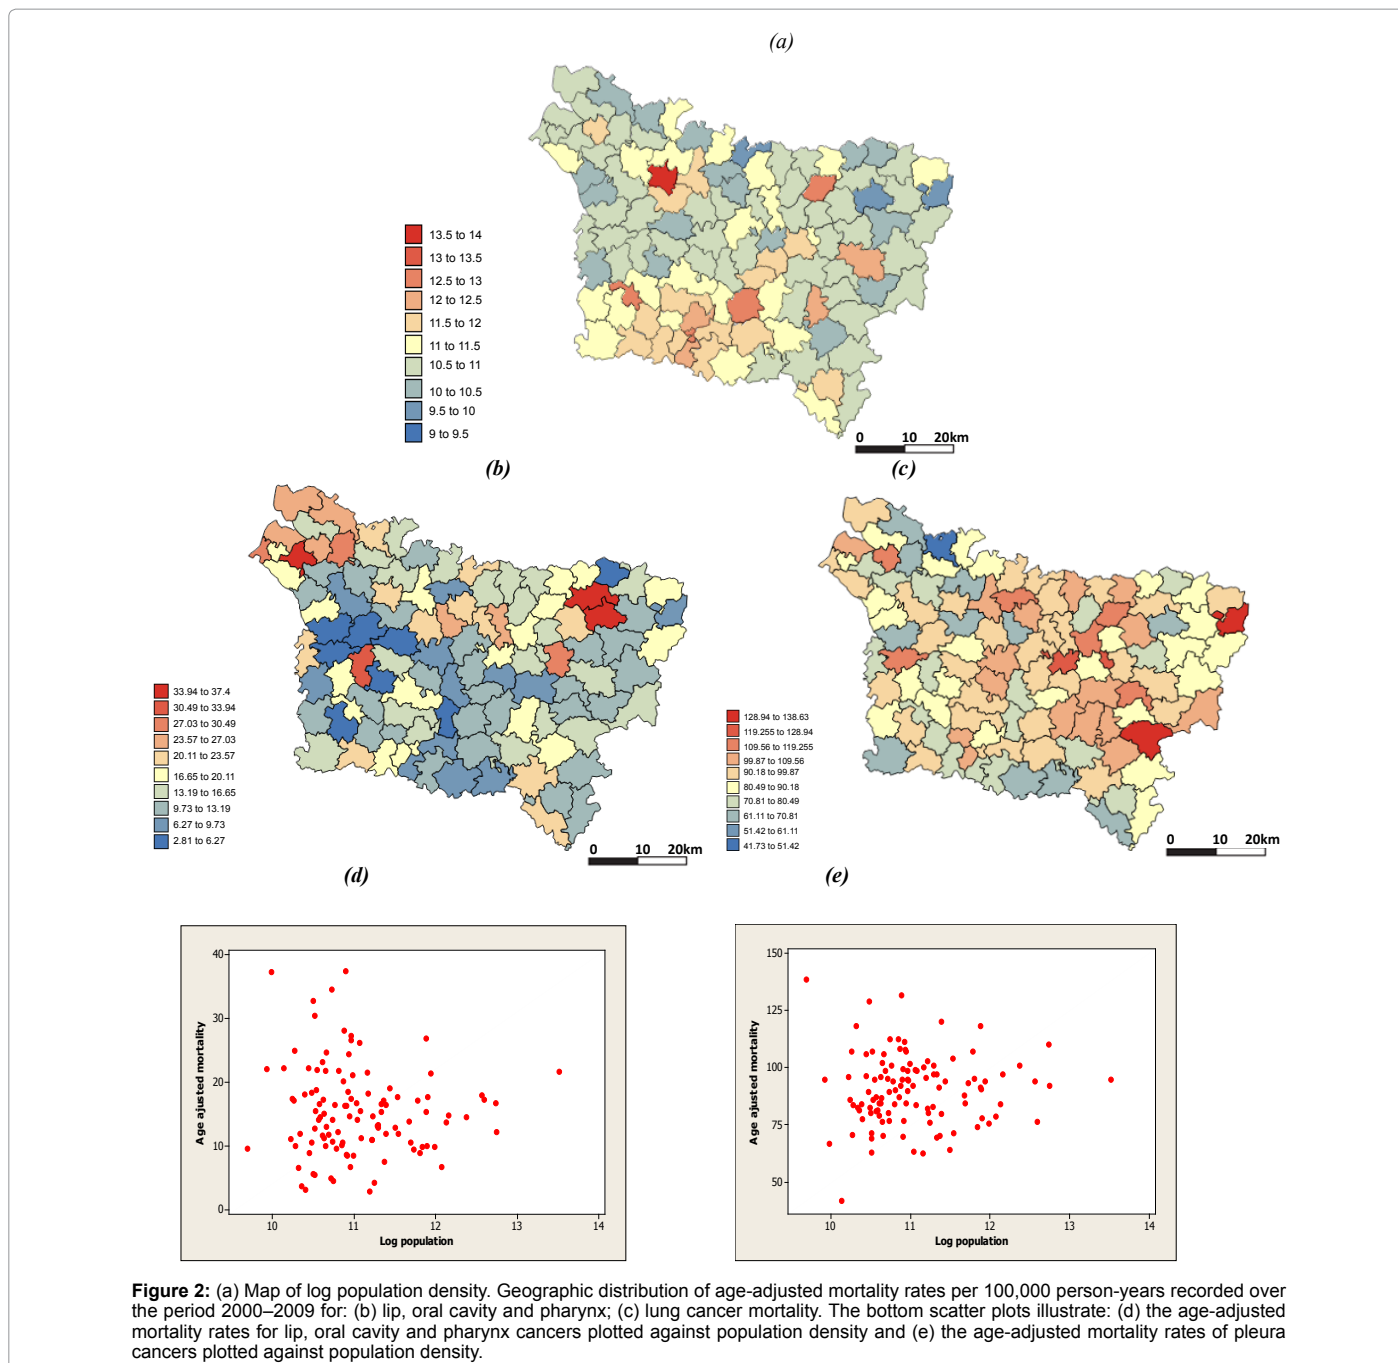 (a)
13.5 to 14
13 to 13.5
12.5 to 13
12 to 12.5
11.5 to 12
11 to 11.5
10.5 to 11
10 to 10.5
9.5 to 10
9 to 9.5
0 10 20km
(b)
33.94 to 37.4
30.49 to 33.94
27.03 to 30.49
23.57 to 27.03
20.11 to 23.57
16.65 to 20.11
13.19 to 16.65
9.73 to 13.19
6.27 to 9.73
2.81 to 6.27
0 10 20km
(c)
128.94 to 138.63
119.255 to 128.94
109.56 to 119.255
99.87 to 109.56
90.18 to 99.87
80.49 to 90.18
70.81 to 80.49
61.11 to 70.81
51.42 to 61.11
41.73 to 51.42
0 10 20km
(d)
Age ajusted mortality
40
30
20
10
0
10 11 12 13 14
Log population
(e)
Age ajusted mortality
150
125
100
75
50
10 11 12 13 14
Log population
Figure 2: (a) Map of log population density. Geographic distribution of age-adjusted mortality rates per 100,000 person-years recorded over
the period 2000–2009 for: (b) lip, oral cavity and pharynx; (c) lung cancer mortality. The bottom scatter plots illustrate: (d) the age-adjusted
mortality rates for lip, oral cavity and pharynx cancers plotted against population density and (e) the age-adjusted mortality rates of pleura
cancers plotted against population density.